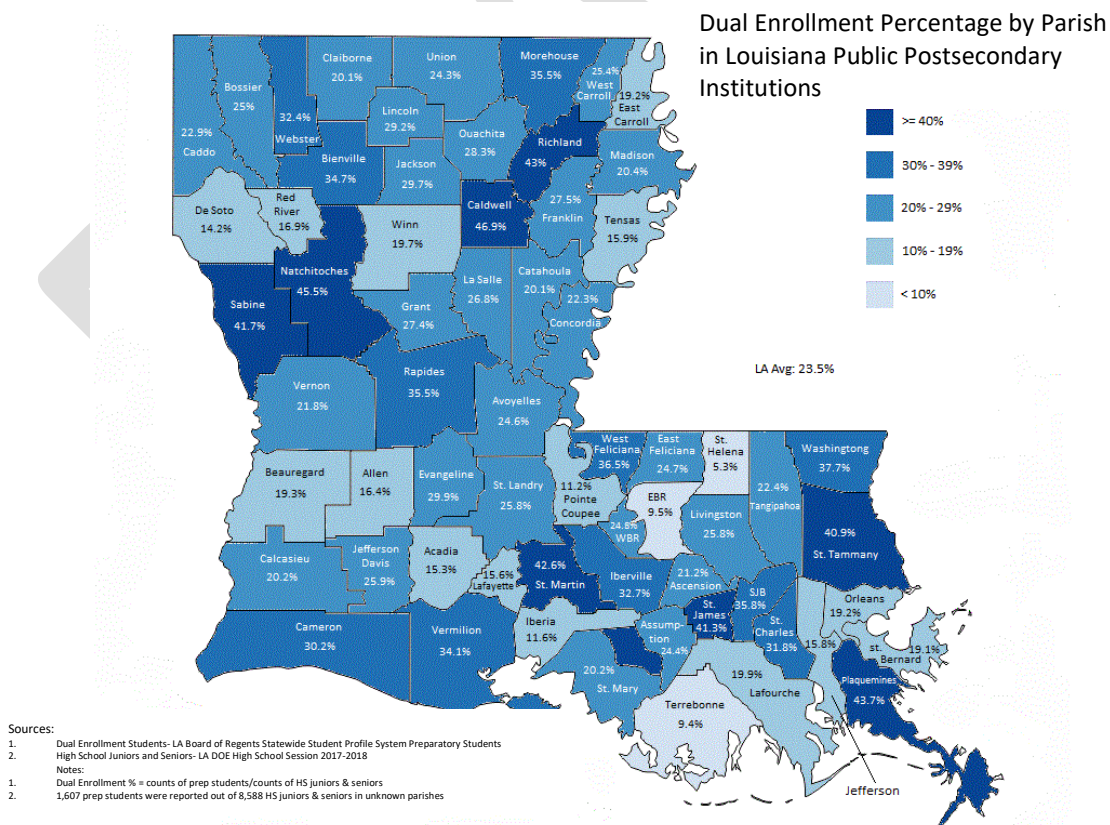 Dual Enrollment Percentage by Parish
in Louisiana Public Postsecondary
Institutions
>= 40%
30% - 39%
20% - 29%
10% - 19%
< 10%
LA Avg: 23.5%
Claiborne
20.1%
Union
24.3%
Morehouse
35.5%
25.4%
West
Carroll
19.2%
East
Carroll
Bossier
25%
32.4%
Webster
Lincoln
29.2%
22.9%
Caddo
Ouachita
28.3%
Richland
43%
Madison
20.4%
Bienville
34.7%
Jackson
29.7%
De Soto
14.2%
Red
River
16.9%
Winn
19.7%
Caldwell
46.9%
27.5%
Franklin
Tensas
15.9%
Natchitoches
45.5%
Sabine
41.7%
Grant
27.4%
La Salle
26.8%
Catahoula
20.1%
22.3%
Concordia
Vernon
21.8%
Rapides
35.5%
Avoyelles
24.6%
Beauregard
19.3%
Allen
16.4%
Evangeline
29.9%
St. Landry
25.8%
11.2%
Pointe
Coupee
West
Feliciana
36.5%
East
Feliciana
24.7%
St.
Helena
5.3%
22.4%
Tangipahoa
Washingtong
37.7%
EBR
9.5%
Livingston
25.8%
24.8%
WBR
40.9%
St. Tammany
Calcasieu
20.2%
Jefferson
Davis
25.9%
Acadia
15.3%
15.6%
Lafayette
42.6%
St. Martin
Iberville
32.7%
21.2%
Ascension
St.
James
41.3%
SJB
35.8%
St.
Charles
31.8%
15.8%
Orleans
19.2%
st.
Bernard
19.1%
Cameron
30.2%
Vermilion
34.1%
Iberia
11.6%
Assump-
tion
24.4%
20.2%
St. Mary
Terrebonne
9.4%
19.9%
Lafourche
Plaquemines
43.7%
Jefferson
Sources:
1. Dual Enrollment Students- LA Board of Regents Statewide Student Profile System Preparatory Students
2. High School Juniors and Seniors- LA DOE High School Session 2017-2018
Notes:
1. Dual Enrollment % = counts of prep students/counts of HS juniors & seniors
2. 1,607 prep students were reported out of 8,588 HS juniors & seniors in unknown parishes